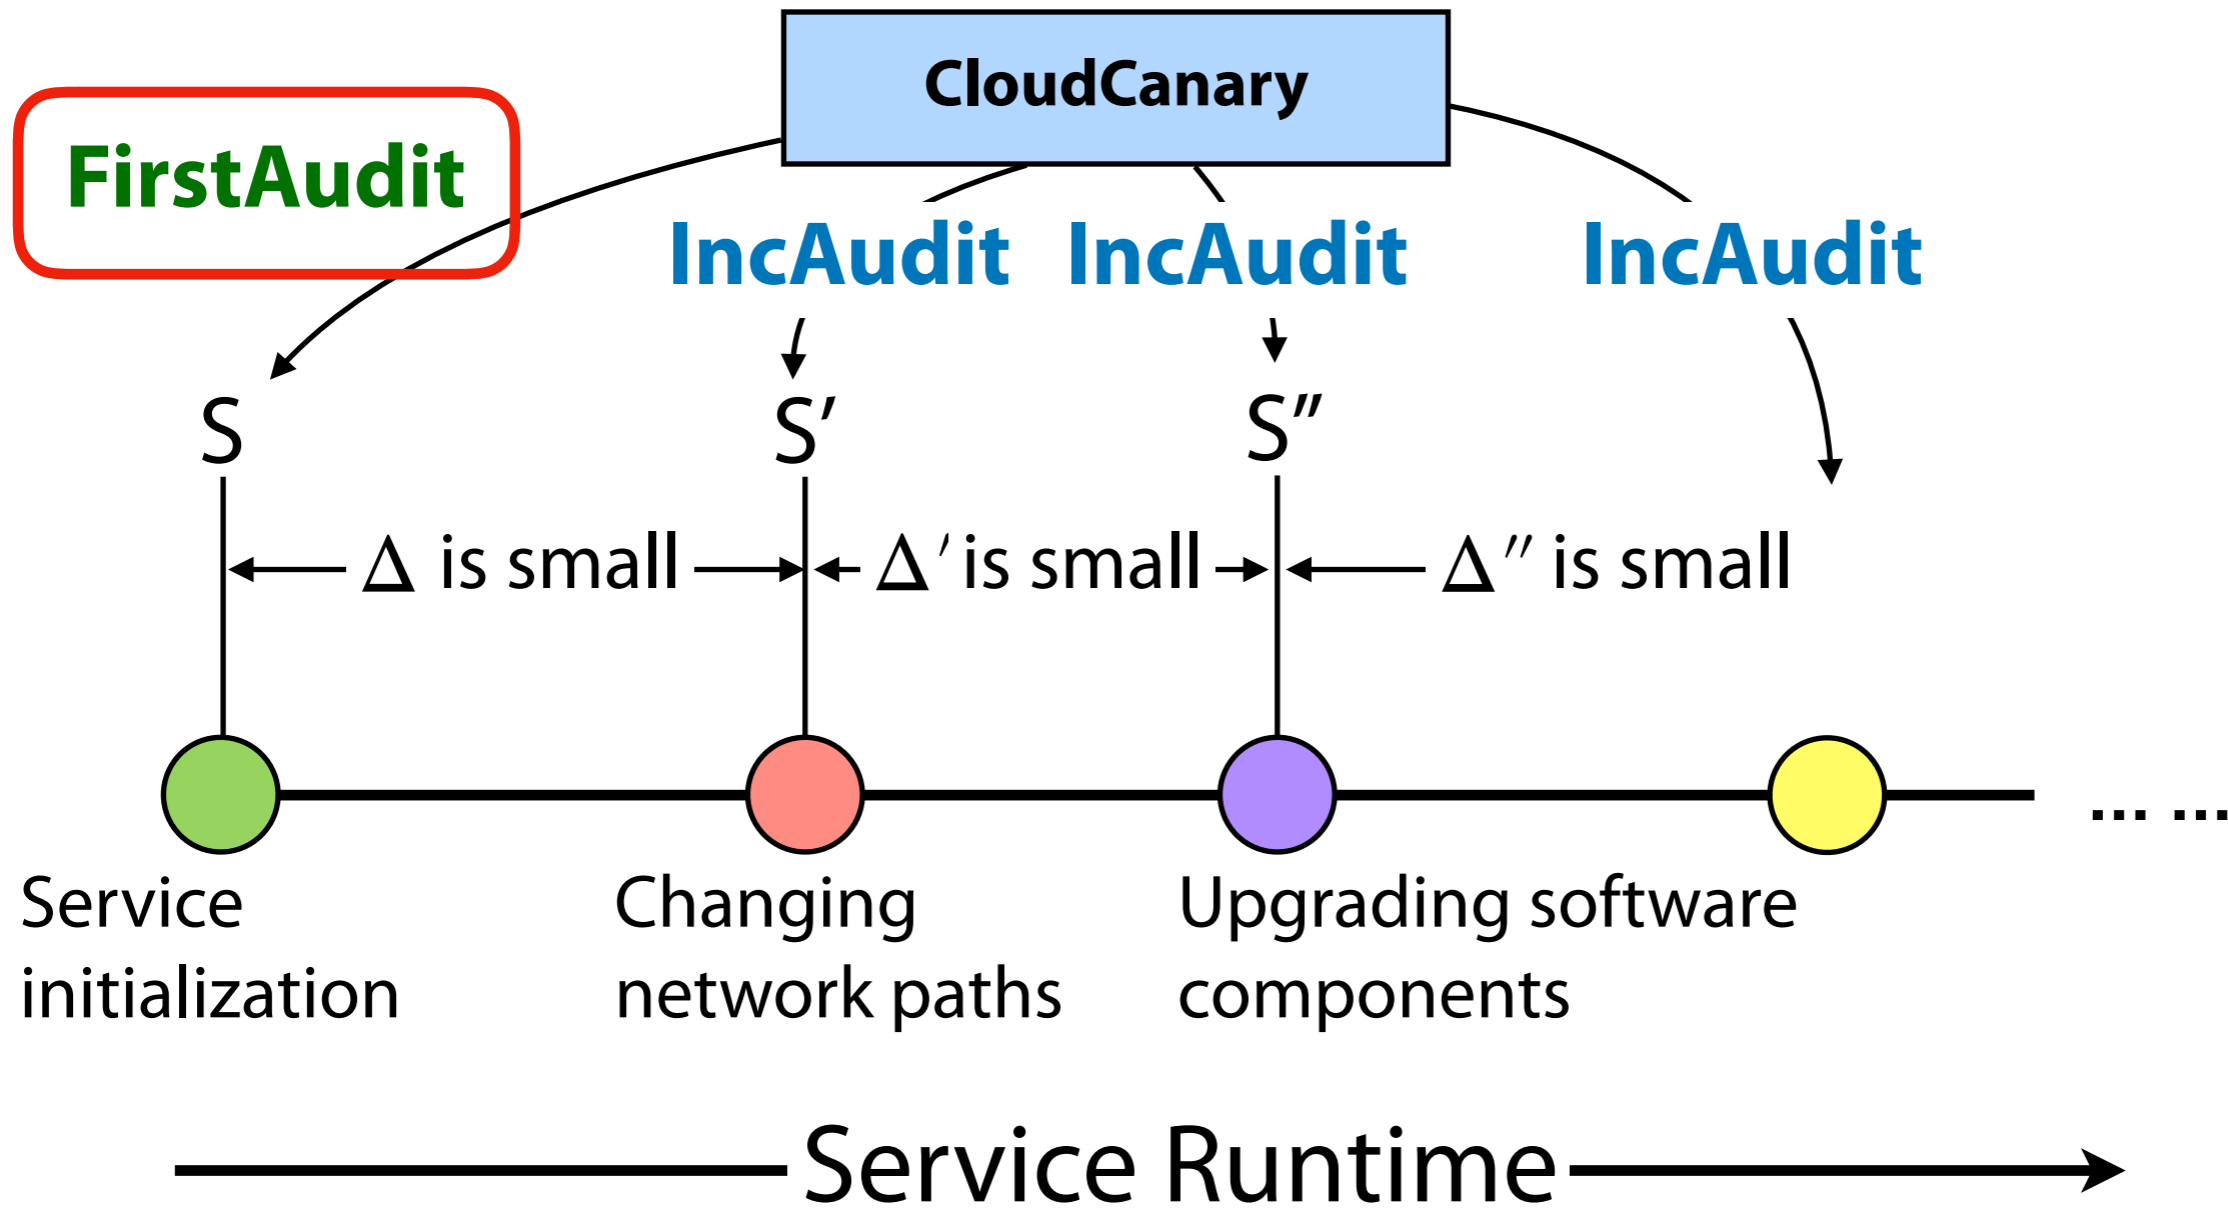 CloudCanary
FirstAudit
IncAudit IncAudit IncAudit
S S′ S″
Δ is small Δ′ is small Δ″ is small
... ...
Service
initialization
Changing
network paths
Upgrading software
components
Service Runtime